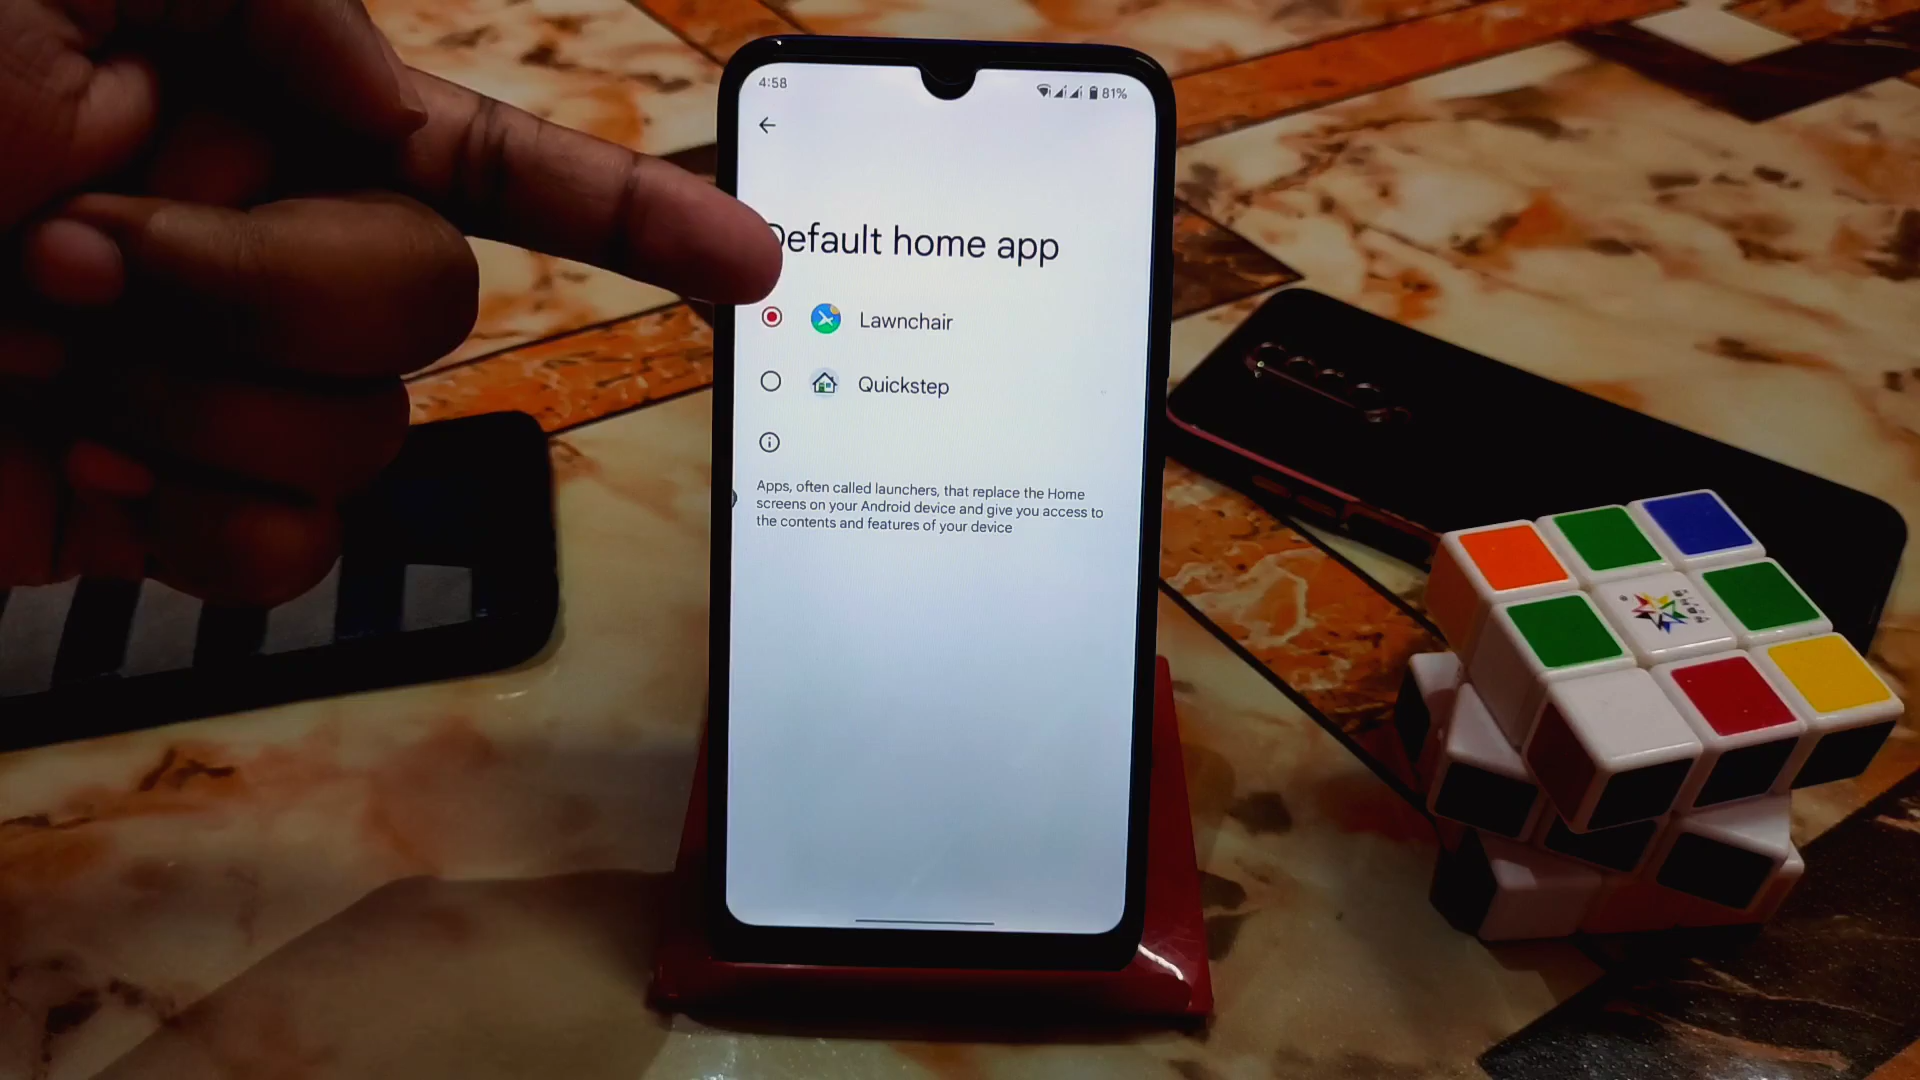 4:58
81%
Default home app
Lawnchair
Quickstep
Apps, often called launchers, that replace the Home
screens on your Android device and give you access to
the contents and features of your device